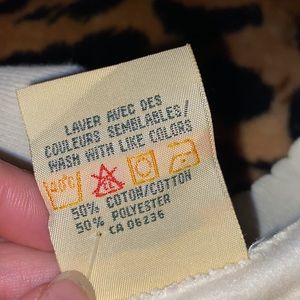 LAVER AVEC DES
COULEURS SEMBLABLES/
WASH WITH LIKE COLORS
40°C
50% COTON/COTTON
50% POLYESTER
CA 06236